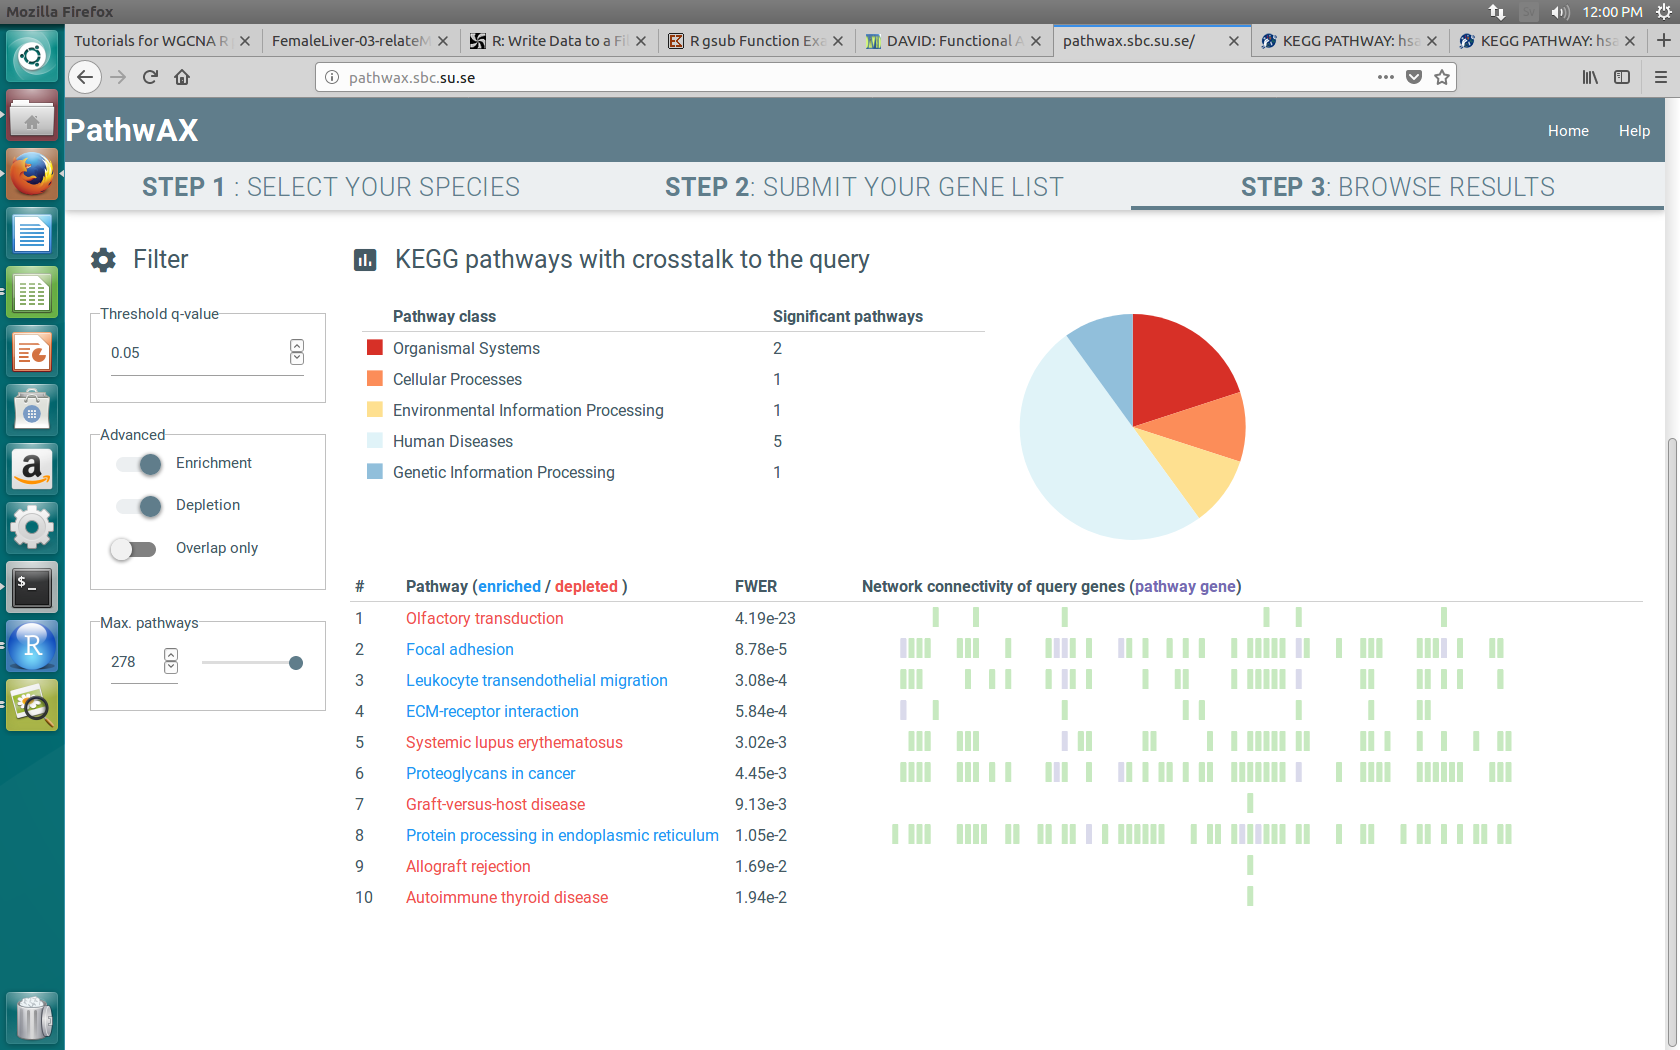 Mozilla Firefox
12:00 PM
Tutorials for WGCNA R
FemaleLiver-03-relateM
R: Write Data to a Fil
R gsub Function Exa
DAVID: Functional A
pathwax.sbc.su.se/
KEGG PATHWAY: hsa
KEGG PATHWAY: hsa
pathwax.sbc.su.se
PathwAX
Home
Help
STEP 1 : SELECT YOUR SPECIES
STEP 2: SUBMIT YOUR GENE LIST
STEP 3: BROWSE RESULTS
Filter
Threshold q-value
0.05
Advanced
Enrichment
Depletion
Overlap only
Max. pathways
278
KEGG pathways with crosstalk to the query
Pathway class Significant pathways
Organismal Systems 2
Cellular Processes 1
Environmental Information Processing 1
Human Diseases 5
Genetic Information Processing 1
# Pathway (enriched / depleted ) FWER Network connectivity of query genes (pathway gene)
1 Olfactory transduction 4.19e-23
2 Focal adhesion 8.78e-5
3 Leukocyte transendothelial migration 3.08e-4
4 ECM-receptor interaction 5.84e-4
5 Systemic lupus erythematosus 3.02e-3
6 Proteoglycans in cancer 4.45e-3
7 Graft-versus-host disease 9.13e-3
8 Protein processing in endoplasmic reticulum 1.05e-2
9 Allograft rejection 1.69e-2
10 Autoimmune thyroid disease 1.94e-2